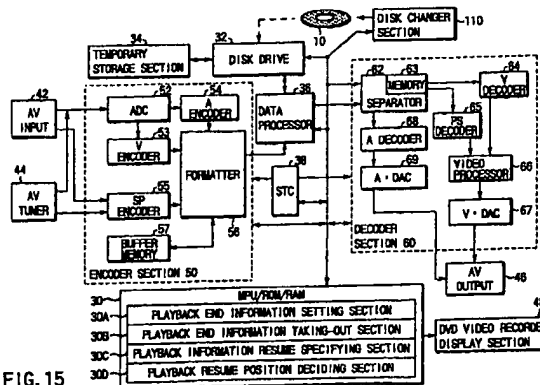 DISK CHANGER
SECTION
110
10
34
TEMPORARY
STORAGE SECTION
32
DISK DRIVE
42
AV
INPUT
44
AV
TUNER
52
ADC
54
A
ENCODER
53
V
ENCODER
55
SP
ENCODER
57
BUFFER
MEMORY
FORMATTER
56
ENCODER SECTION 50
36
DATA
PROCESSOR
38
STC
62
63
MEMORY
SEPARATOR
64
V
DECODER
65
PS
DECODER
68
A DECODER
69
A・DAC
VIDEO
PROCESSOR
66
V・DAC
67
DECODER
SECTION 60
AV
OUTPUT
46
30
MPU/ROM/RAM
30A
PLAYBACK END INFORMATION SETTING SECTION
30B
PLAYBACK END INFORMATION TAKING-OUT SECTION
30C
PLAYBACK INFORMATION RESUME SPECIFYING SECTION
30D
PLAYBACK RESUME POSITION DECIDING SECTION
DVD VIDEO RECORDER
DISPLAY SECTION
FIG. 15